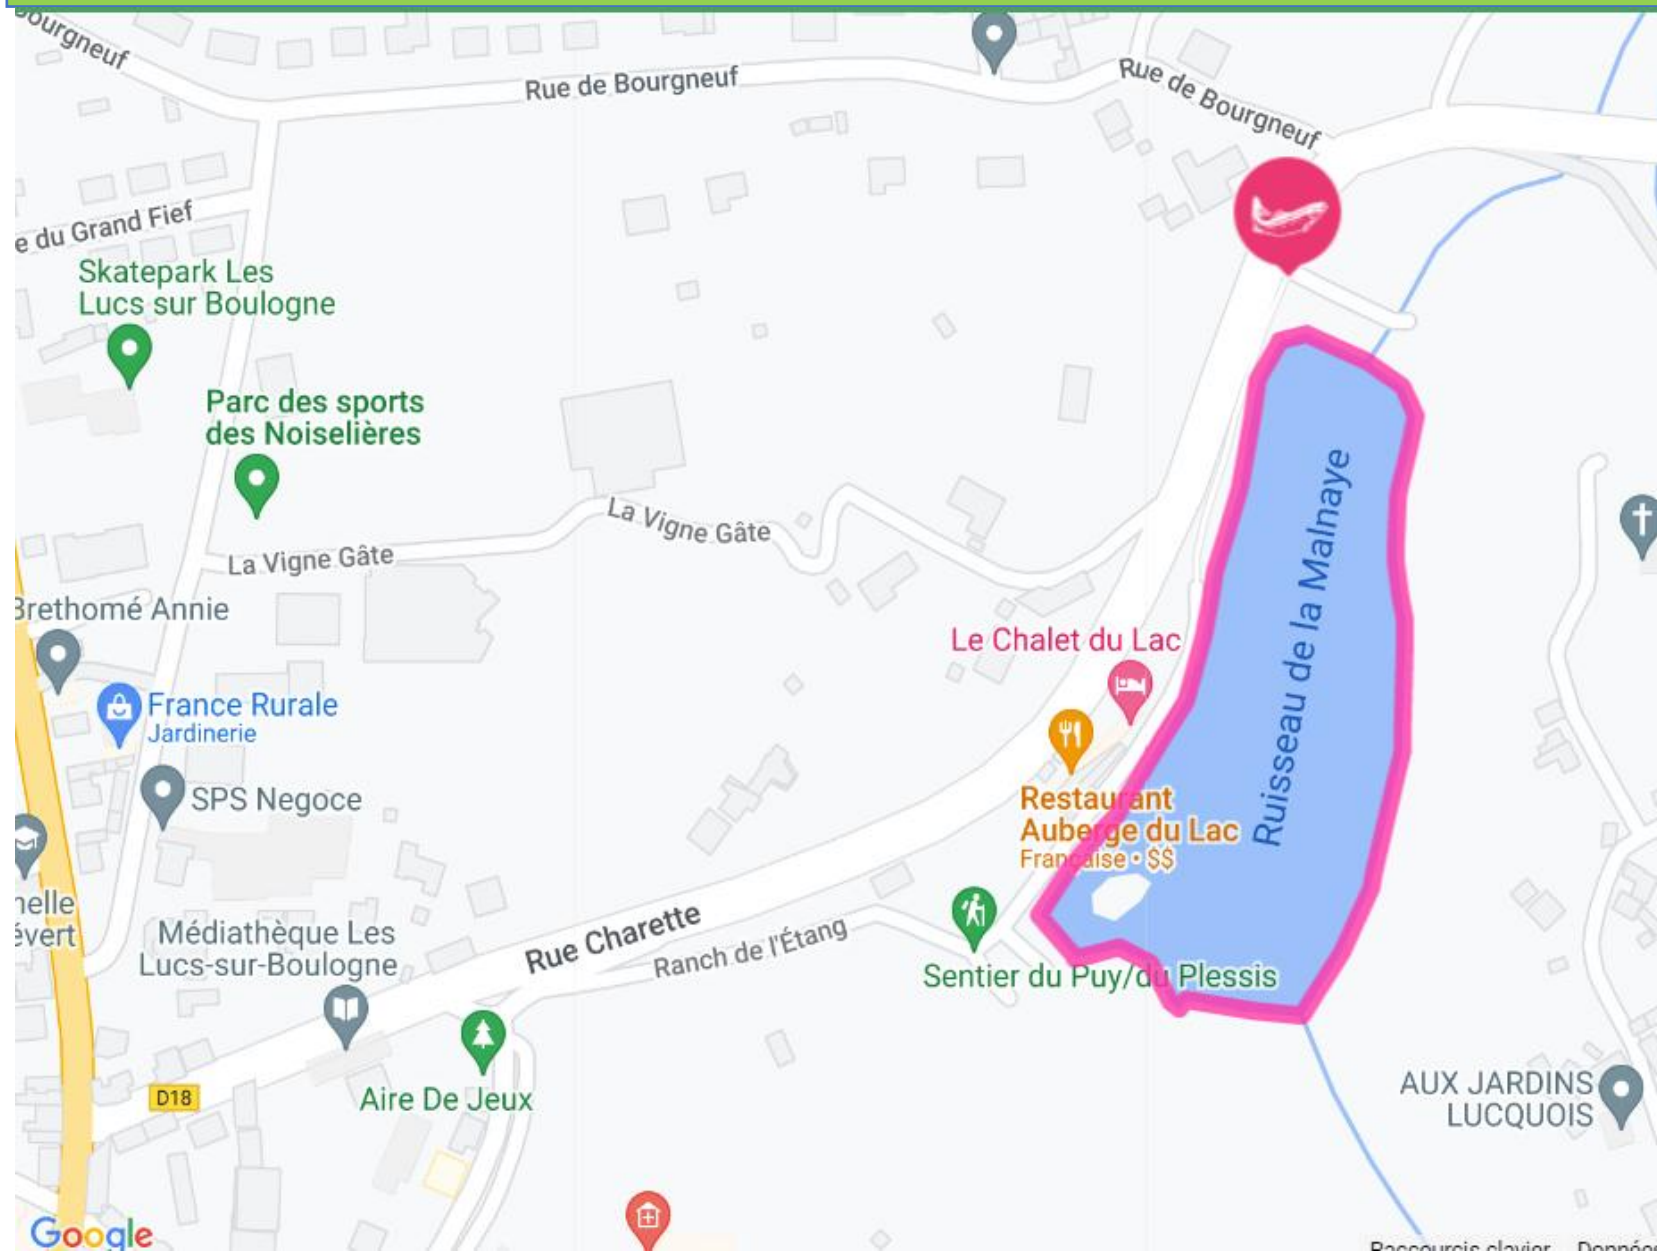 ourgneuf
Rue de Bourgneuf
Rue de Bourgneuf
e du Grand Fief
Skatepark Les
Lucs sur Boulogne
Parc des sports
des Noiselières
La Vigne Gâte
La Vigne Gâte
Ruisseau de la Malnaye
Brethomé Annie
Le Chalet du Lac
France Rurale
Jardinerie
SPS Negoce
Restaurant
Auberge du Lac
Française • $$
nelle
évert
Médiathèque Les
Lucs-sur-Boulogne
Rue Charette
Ranch de l'Étang
Sentier du Puy/du Plessis
D18
Aire De Jeux
AUX JARDINS
LUCQUOIS
Google
Raccourcis clavier
Données